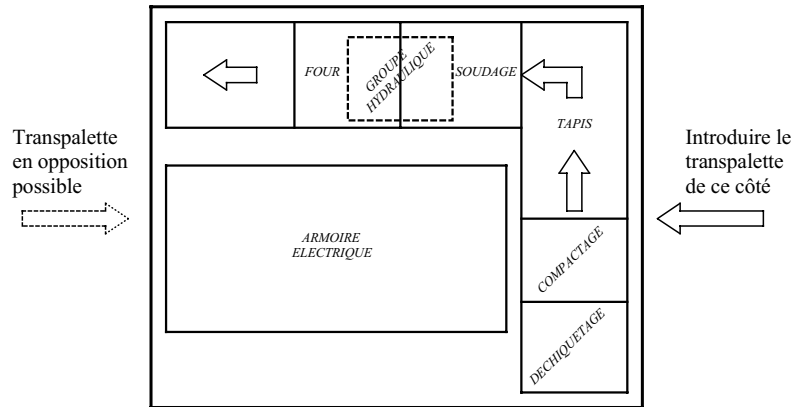 FOUR
GROUPE
HYDRAULIQUE
SOUDAGE
TAPIS
Transpalette
en opposition
possible
Introduire le
transpalette
de ce côté
ARMOIRE
ELECTRIQUE
COMPACTAGE
DECHIQUETAGE